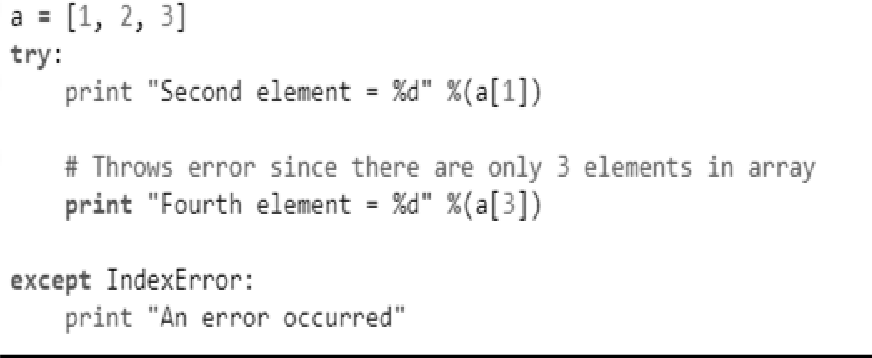 a = [1, 2, 3]
try:
    print "Second element = %d" %(a[1])
    # Throws error since there are only 3 elements in array
    print "Fourth element = %d" %(a[3])
except IndexError:
    print "An error occurred"